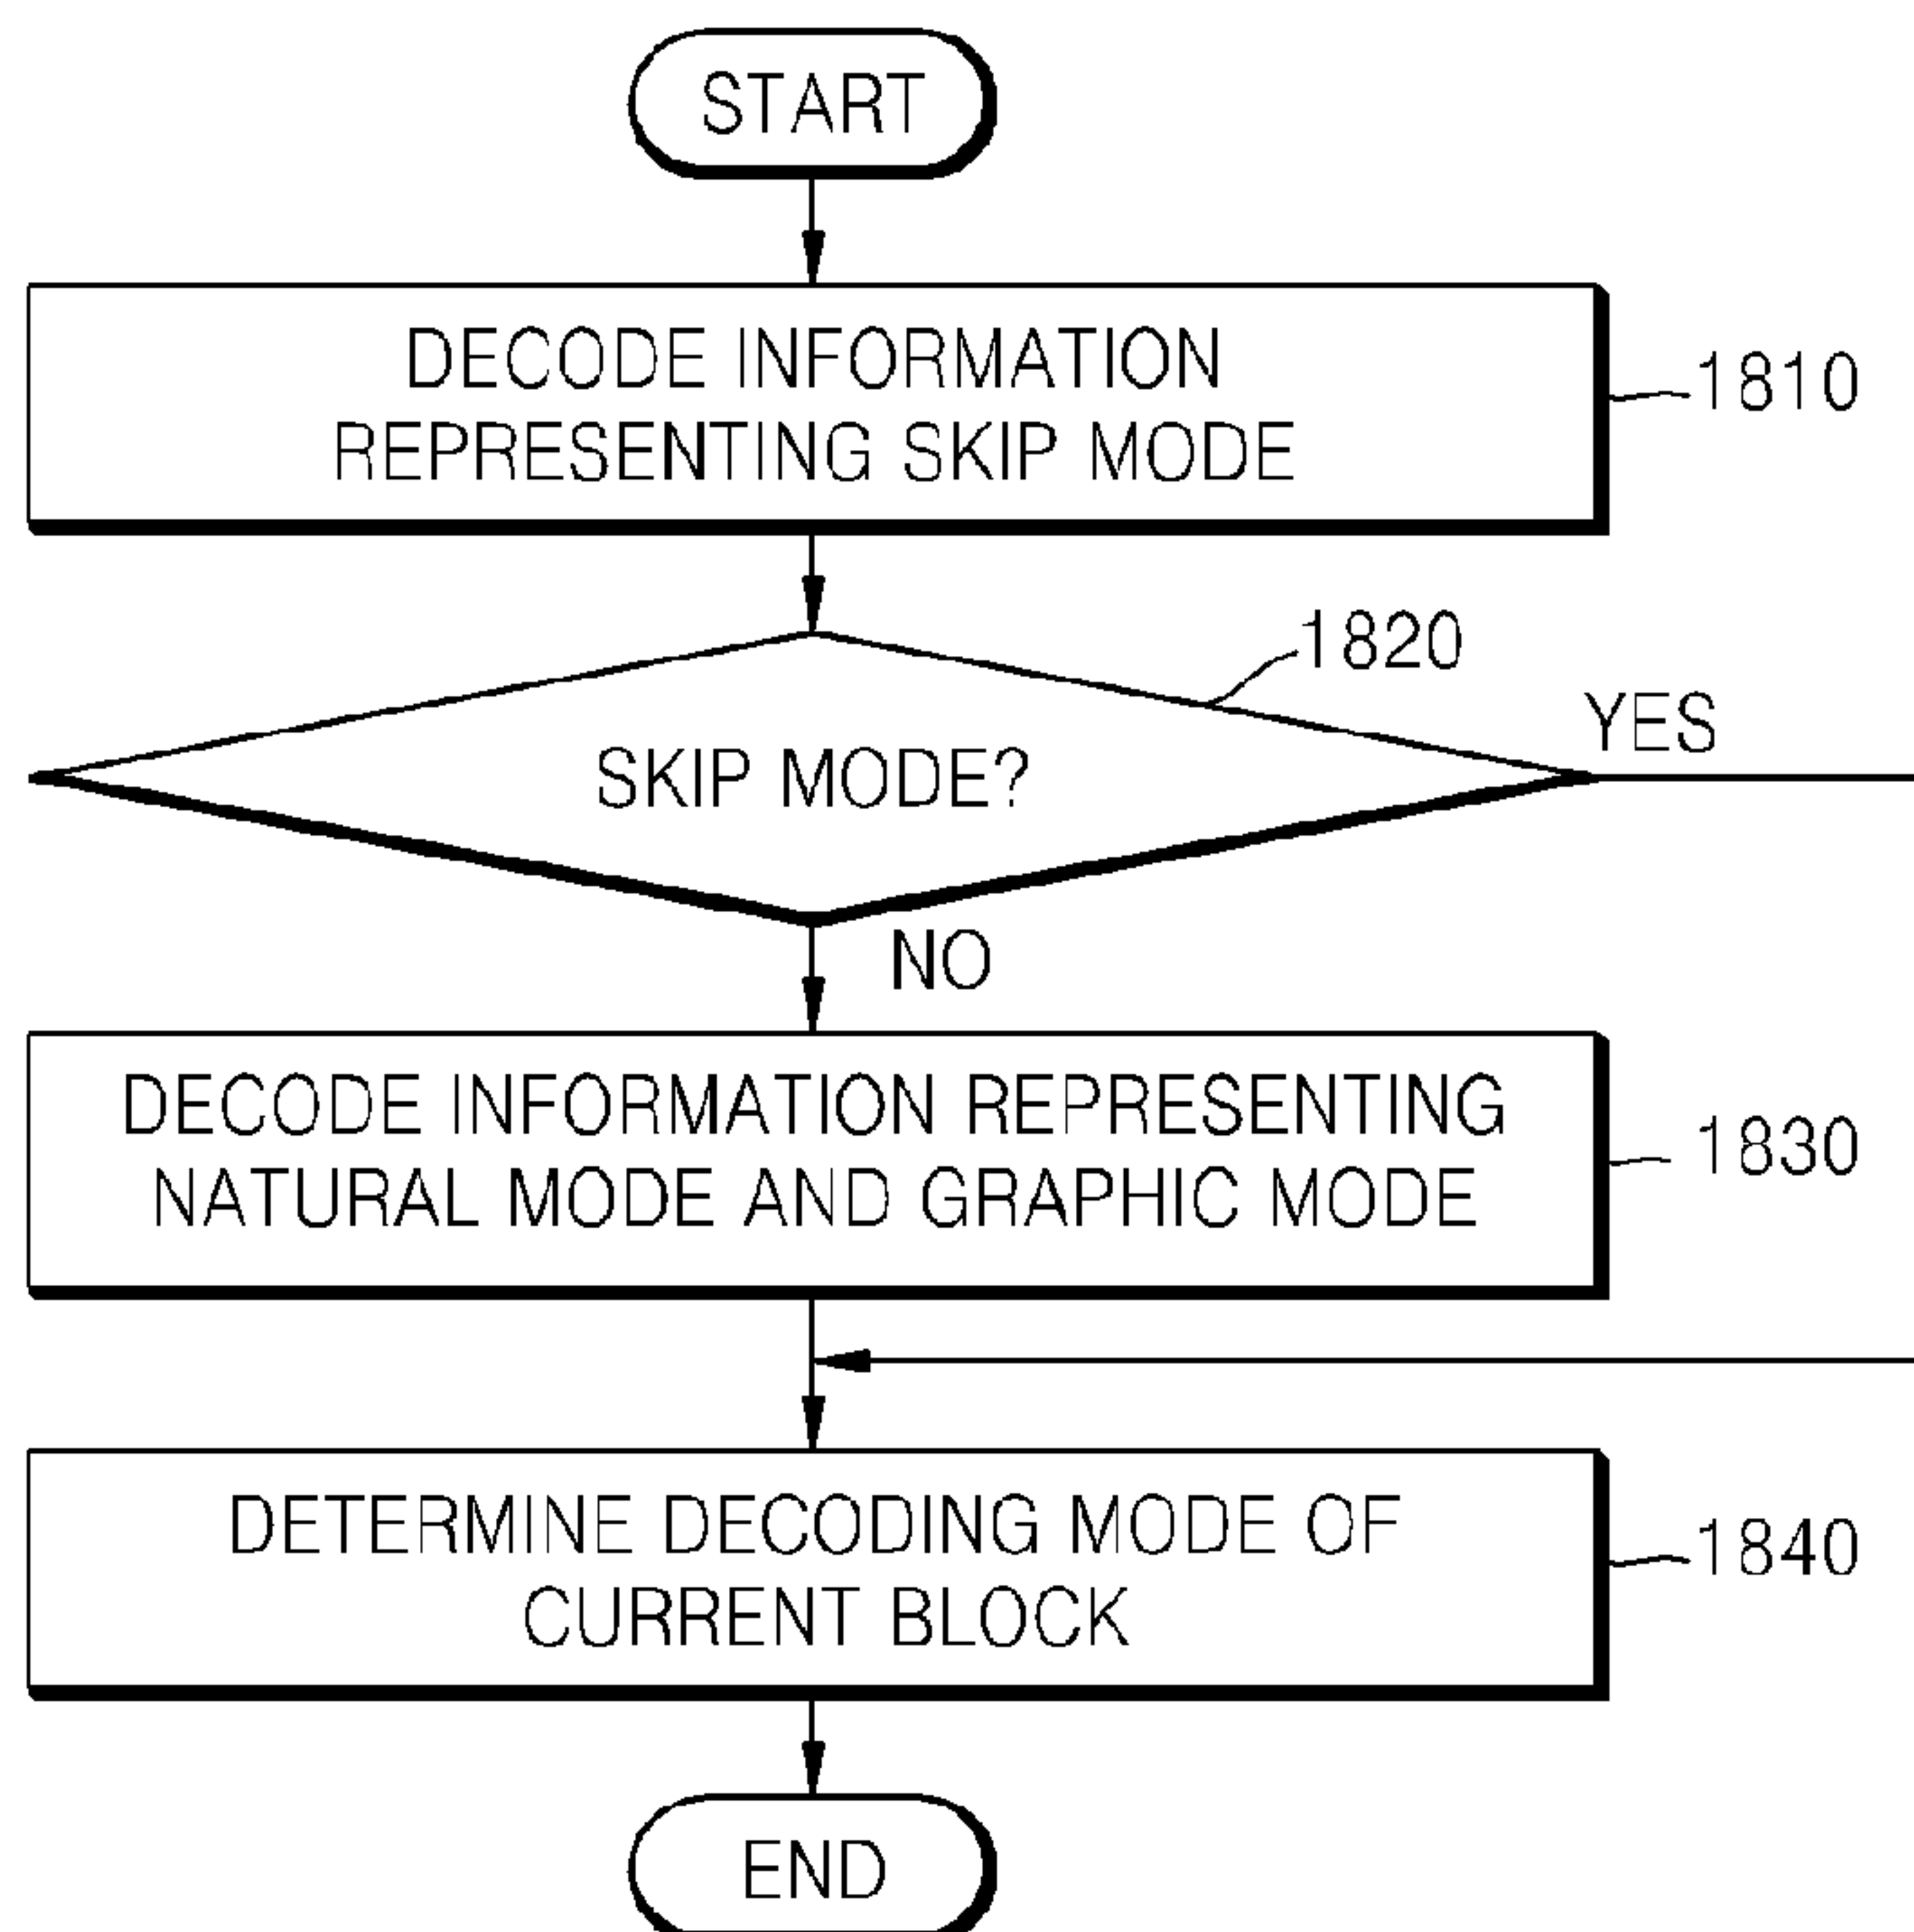 START
DECODE INFORMATION
REPRESENTING SKIP MODE
1810
1820
YES
SKIP MODE?
NO
DECODE INFORMATION REPRESENTING
NATURAL MODE AND GRAPHIC MODE
1830
DETERMINE DECODING MODE OF
CURRENT BLOCK
1840
END